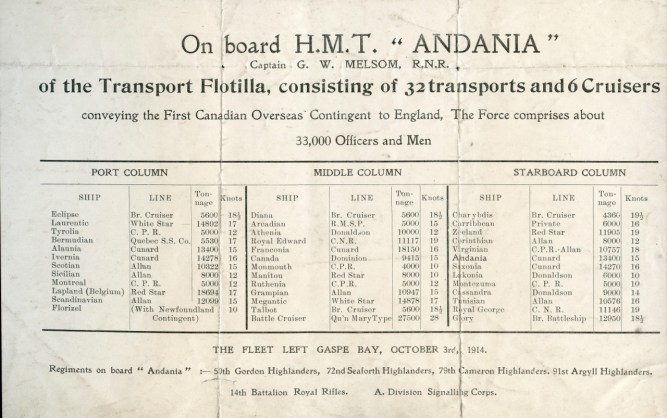 On board H.M.T. “ ANDANIA ”
Captain G. W. MELSOM, R.N.R.
of the Transport Flotilla, consisting of 32 transports and 6 Cruisers
conveying the First Canadian Overseas Contingent to England, The Force comprises about
33,000 Officers and Men
PORT COLUMN MIDDLE COLUMN STARBOARD COLUMN
SHIP LINE Ton-nage Knots SHIP LINE Ton-nage Knots SHIP LINE Ton-nage Knots
Eclipse Br. Cruiser 5600 18½ Diana Br. Cruiser 5600 18½ Charybdis Br. Cruiser 4360 19½
Laurentic White Star 14892 17 Arcadian R.M.S.P. 5000 15 Carribbean Private 6000 16
Tyrolia C. P. R. 5000 12 Athenia Donaldson 10000 12 Zeeland Red Star 11905 19
Bermudian Quebec S.S. Co. 5530 17 Royal Edward C.N.R. 11117 19 Corinthian Allan 8000 12
Alaunia Cunard 13400 15 Franconia Cunard 18150 16 Virginian C.P.R.-Allan 10757 18
Ivernia Cunard 14278 16 Canada Dominion 9415 15 Andania Cunard 13400 15
Scotian Allan 10322 15 Monmouth C.P.R. 4000 10 Saxonia Cunard 14270 16
Sicilian Allan 8000 12 Maniton Red Star 8000 10 Lakonia Donaldson 6000 10
Montreal C. P. R. 5000 12 Ruthenia C.P.R. 5000 12 Montezuma C. P. R. 5000 10
Lapland (Belgium) Red Star 18694 17 Grampian Allan 10947 15 Cassandra Donaldson 9000 14
Scandinavian Allan 12099 15 Megantic White Star 14878 17 Tunisian Allan 10576 16
Florizel (With Newfoundland 10 Talbot Br. Cruiser 5600 18½ Royal George C. N. R. 11146 19
Contingent) Battle Cruiser Qu'n Mary Type 27500 28 Glory Br. Battleship 12950 18½
THE FLEET LEFT GASPE BAY, OCTOBER 3rd, 1914.
Regiments on board “Andania” :— 50th Gordon Highlanders, 72nd Seaforth Highlanders, 79th Cameron Highlanders. 91st Argyll Highlanders.
14th Battalion Royal Rifles. A. Division Signalling Corps.